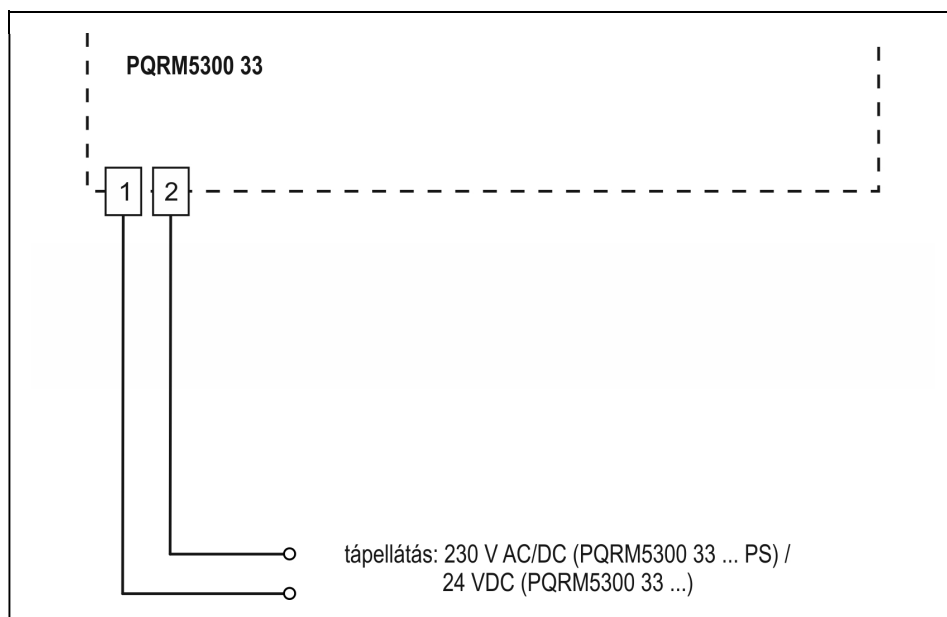 PQRM5300 33
1 2
tápellátás: 230 V AC/DC (PQRM5300 33 ... PS) /
24 VDC (PQRM5300 33 ...)